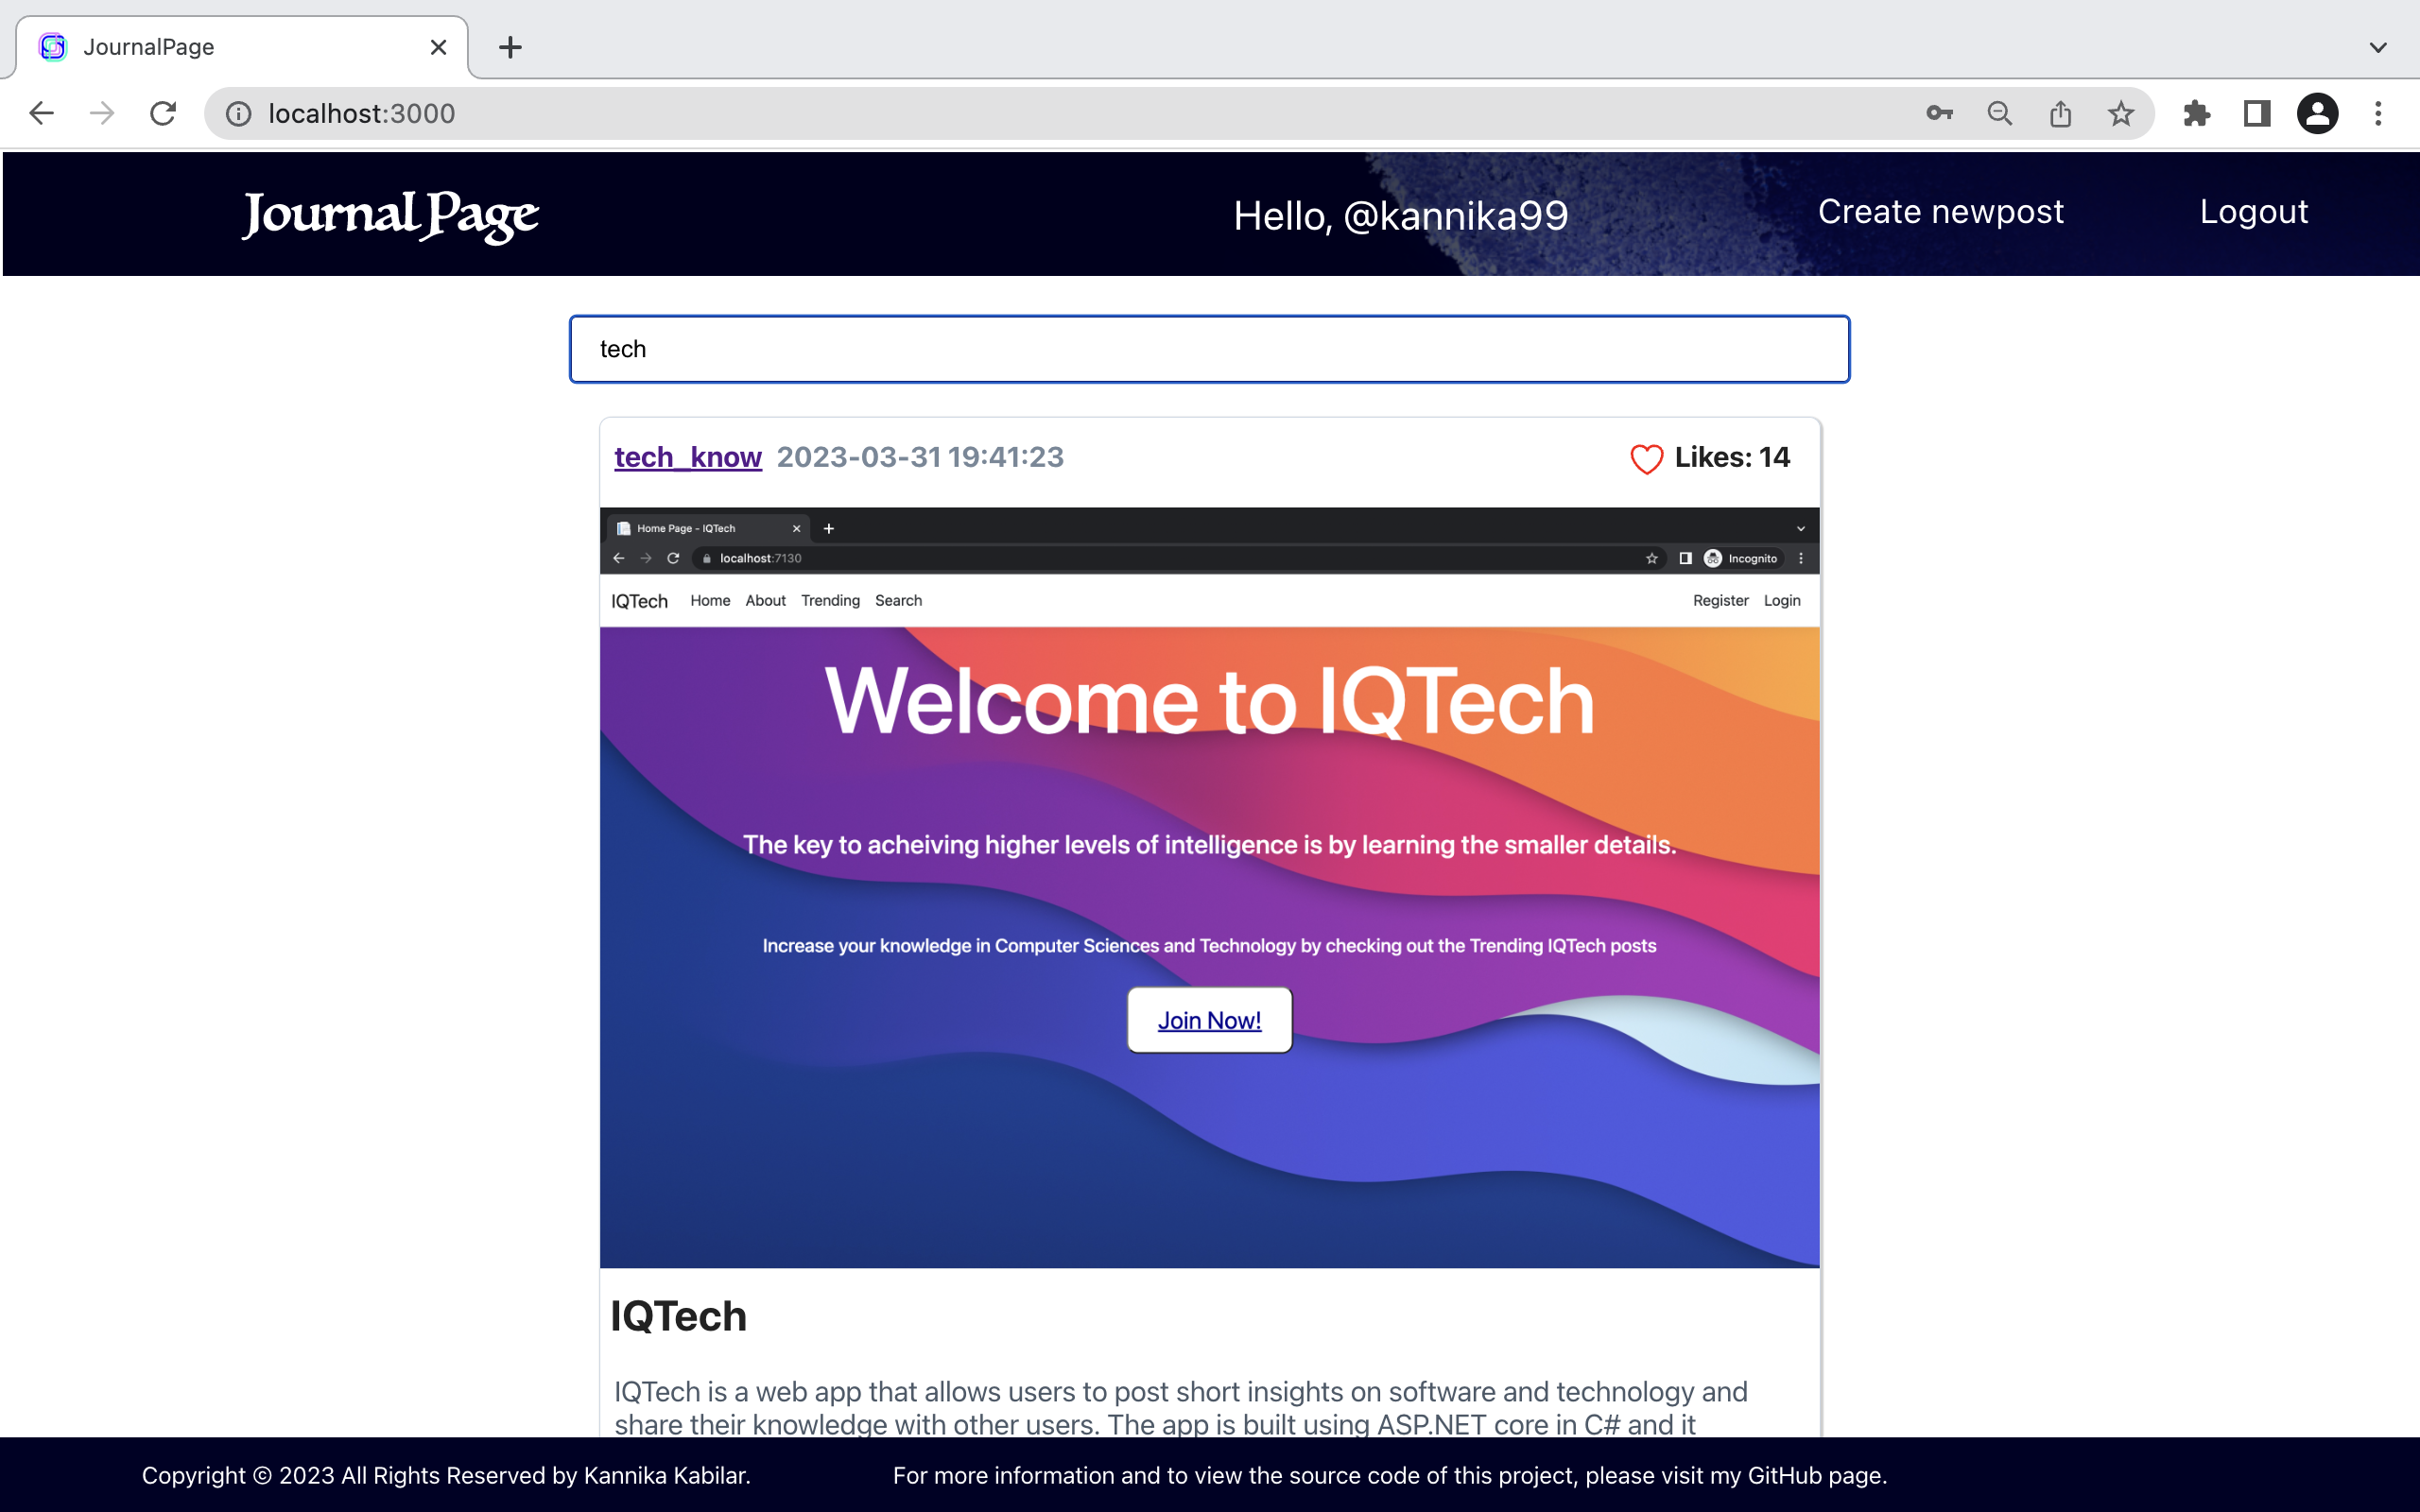 JournalPage
localhost:3000
Journal Page
Hello, @kannika99
Create newpost
Logout
tech
tech_know 2023-03-31 19:41:23
Likes: 14
Home Page - IQTech
localhost:7130
Incognito
IQTech Home About Trending Search
Register Login
Welcome to IQTech
The key to acheiving higher levels of intelligence is by learning the smaller details.
Increase your knowledge in Computer Sciences and Technology by checking out the Trending IQTech posts
Join Now!
IQTech
IQTech is a web app that allows users to post short insights on software and technology and
share their knowledge with other users. The app is built using ASP.NET core in C# and it
Copyright © 2023 All Rights Reserved by Kannika Kabilar.
For more information and to view the source code of this project, please visit my GitHub page.